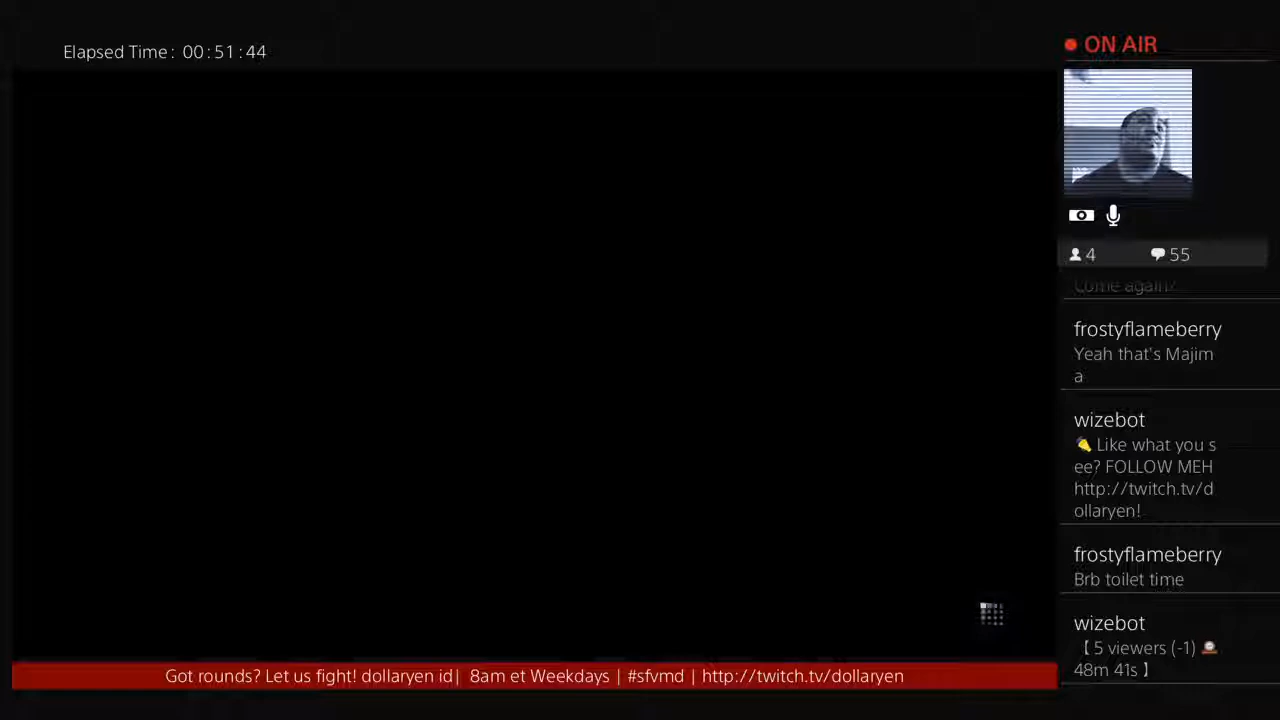 Elapsed Time: 00:51:44
ON AIR
4 55
Come again?
frostyflameberry
Yeah that's Majim
a
wizebot
Like what you s
ee? FOLLOW MEH
http://twitch.tv/d
ollaryen!
frostyflameberry
Brb toilet time
wizebot
【5 viewers (-1)
48m 41s】
Got rounds? Let us fight! dollaryen id| 8am et Weekdays | #sfvmd | http://twitch.tv/dollaryen